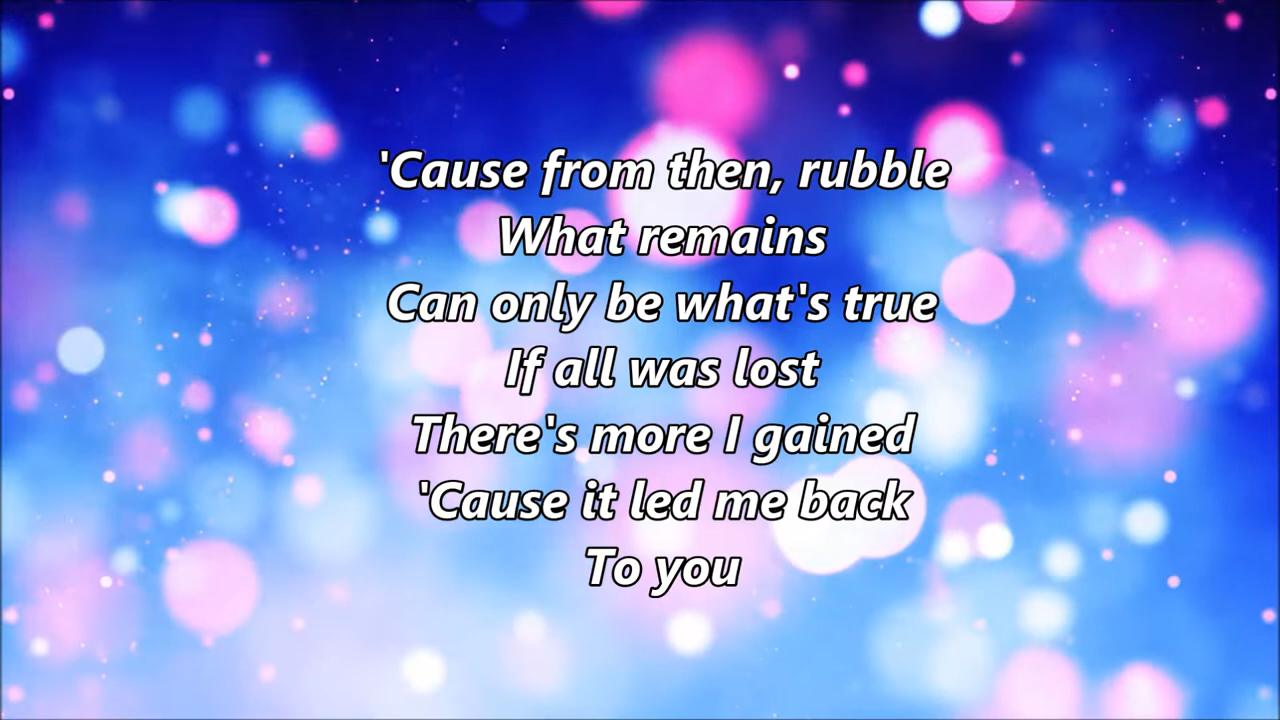 'Cause from then, rubble
What remains
Can only be what's true
If all was lost
There's more I gained
'Cause it led me back
To you